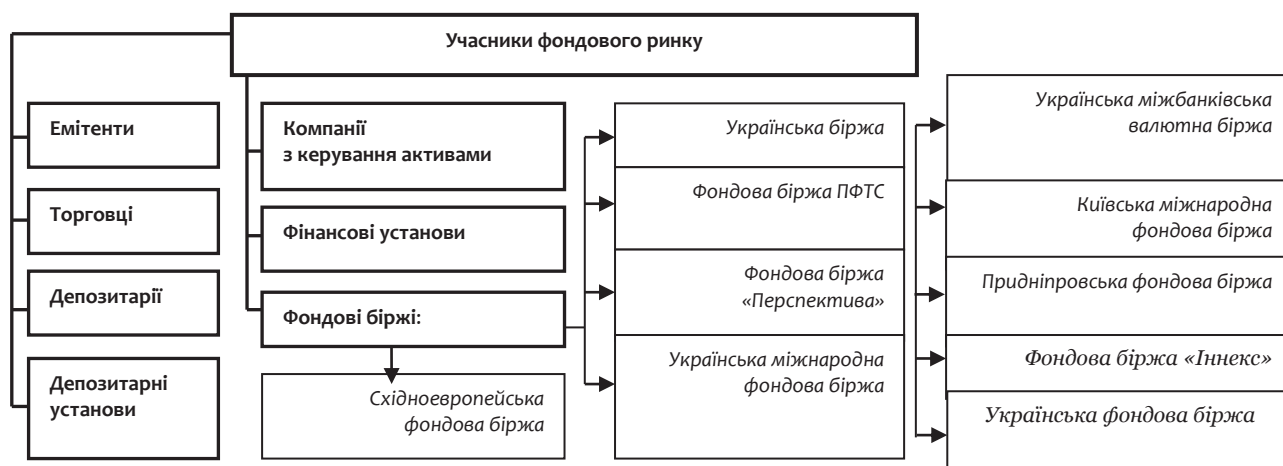 Учасники фондового ринку
Емітенти
Торговці
Депозитарії
Депозитарні
установи
Компанії
з керування активами
Фінансові установи
Фондові біржі:
Східноевропейська
фондова біржа
Українська біржа
Фондова біржа ПФТС
Фондова біржа
«Перспектива»
Українська міжнародна
фондова біржа
Українська міжбанківська
валютна біржа
Київська міжнародна
фондова біржа
Придніпровська фондова біржа
Фондова біржа «Іннекс»
Українська фондова біржа